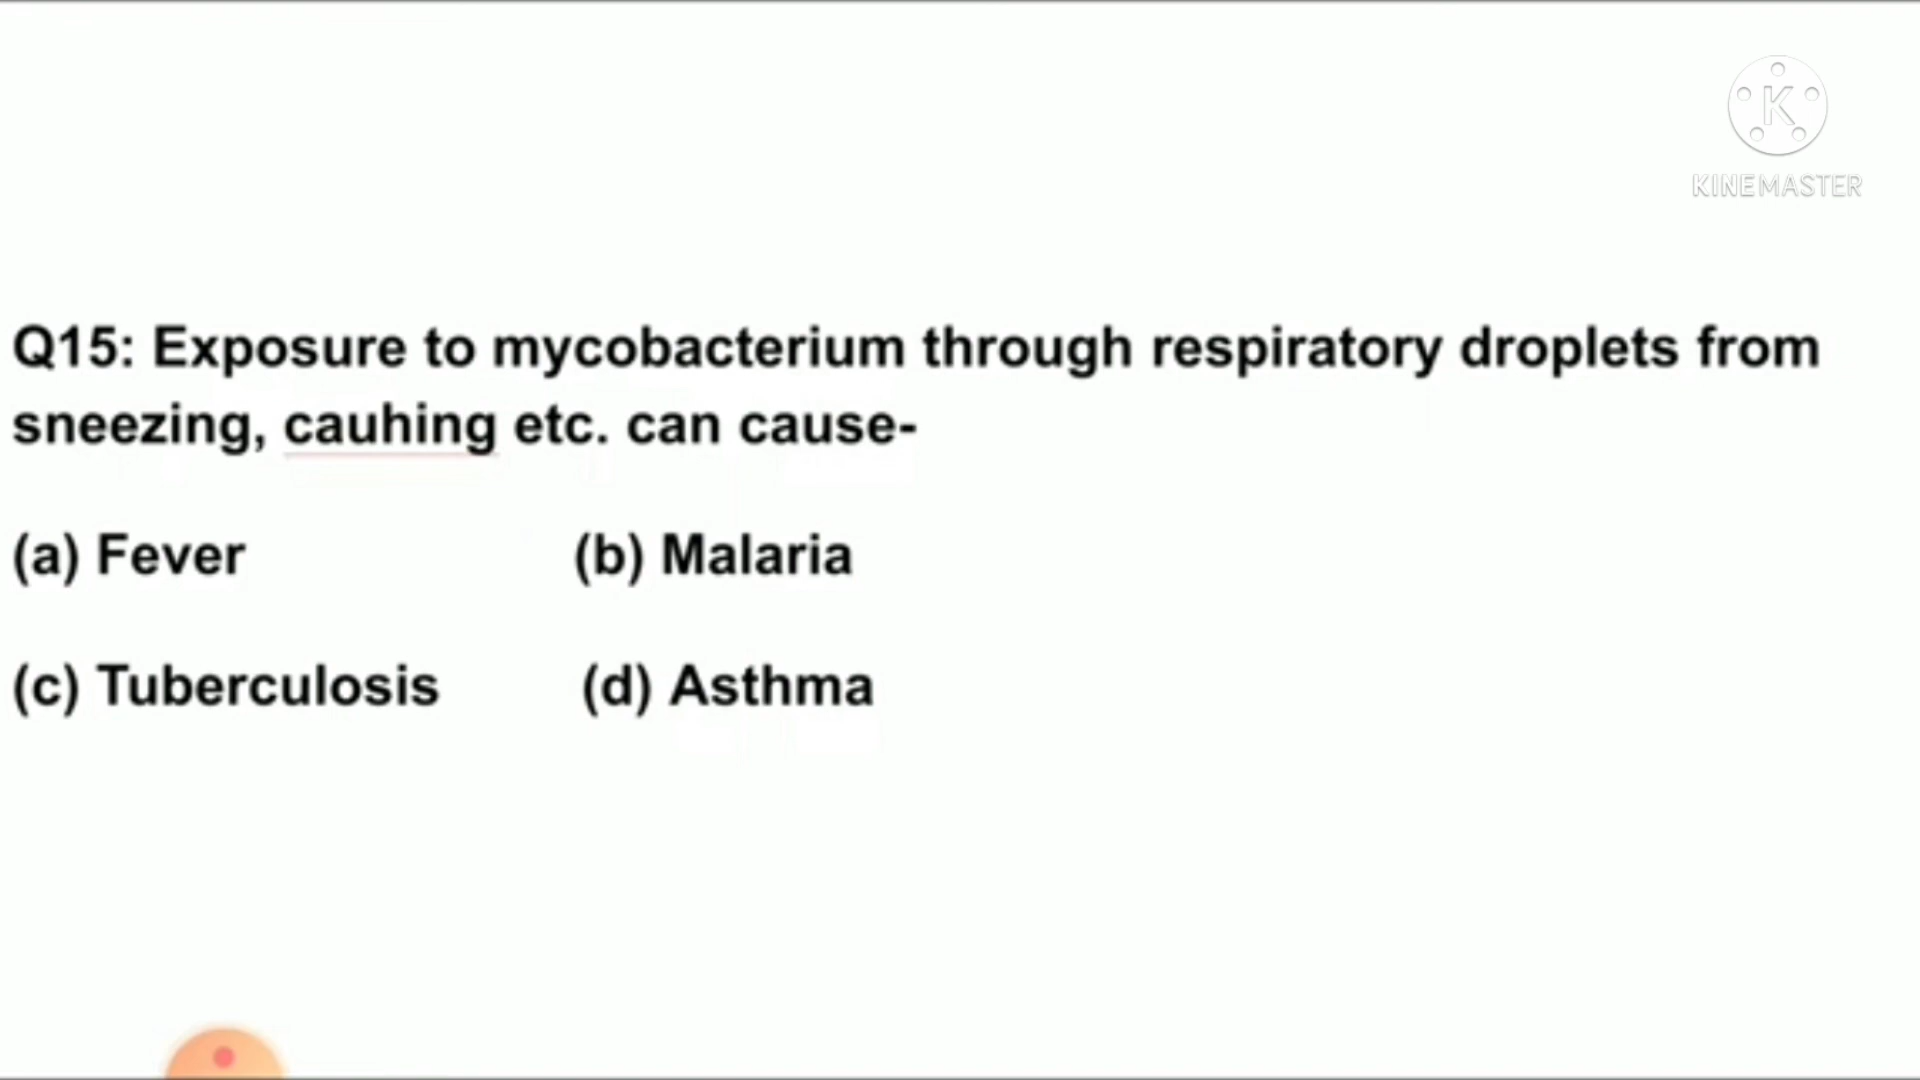 K
KINEMASTER
Q15: Exposure to mycobacterium through respiratory droplets from
sneezing, cauhing etc. can cause-
(a) Fever (b) Malaria
(c) Tuberculosis (d) Asthma